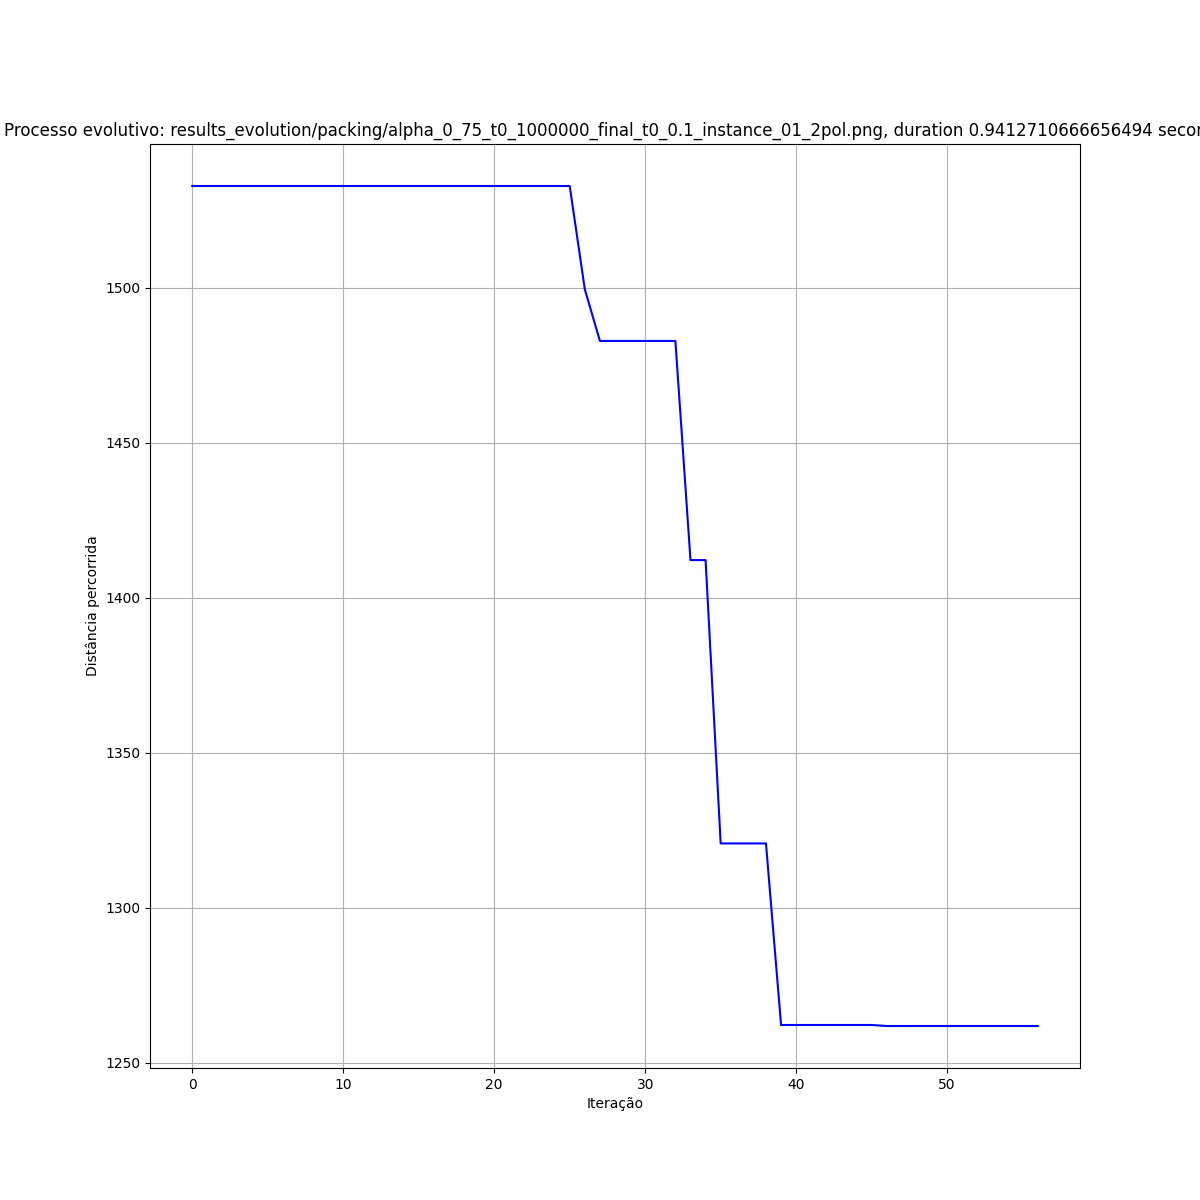 Processo evolutivo: results_evolution/packing/alpha_0_75_t0_1000000_final_t0_0.1_instance_01_2pol.png, duration 0.9412710666656494 secon
1500
1450
1400
1350
1300
1250
Distância percorrida
0 10 20 30 40 50
Iteração